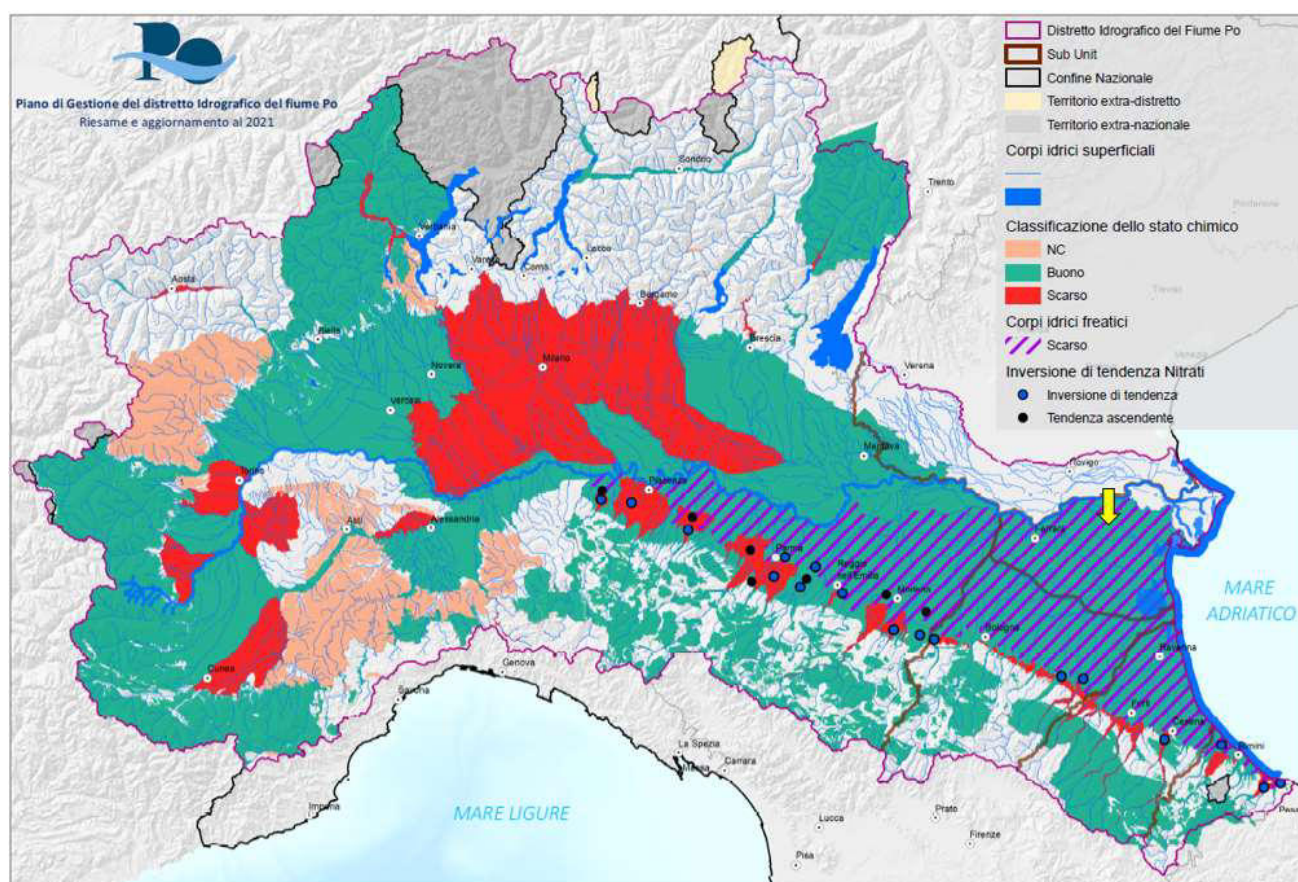 PO
Piano di Gestione del distretto Idrografico del fiume Po
Riesame e aggiornamento al 2021
Distretto Idrografico del Fiume Po
Sub Unit
Confine Nazionale
Territorio extra-distretto
Territorio extra-nazionale
Corpi idrici superficiali
Classificazione dello stato chimico
NC
Buono
Scarso
Corpi idrici freatici
Scarso
Inversione di tendenza Nitrati
Inversione di tendenza
Tendenza ascendente
Sondrio
Trento
Pordenone
Verbania
Lecco
Varese
Como
Aosta
Bergamo
Treviso
Biella
Brescia
Venezia
Milano
Novara
Verona
Vercelli
Mantova
Rovigo
Torino
Piacenza
Asti
Alessandria
Ferrara
Parma
Reggio
nell'Emilia
Modena
MARE
ADRIATICO
Bologna
Ravenna
Cuneo
Genova
Savona
Forlì
Cesena
Rimini
La Spezia
Massa
Carrara
Imperia
MARE LIGURE
Prato
Lucca
Firenze
Pisa